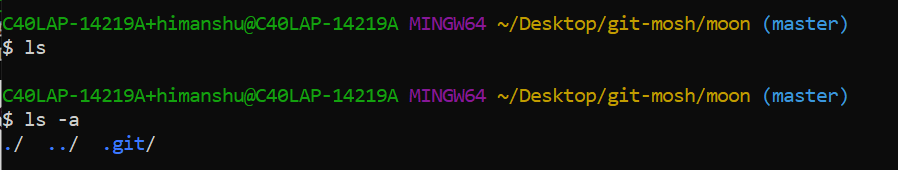 C40LAP-14219A+himanshu@C40LAP-14219A MINGW64 ~/Desktop/git-mosh/moon (master)
$ ls
C40LAP-14219A+himanshu@C40LAP-14219A MINGW64 ~/Desktop/git-mosh/moon (master)
$ ls -a
./  ../  .git/